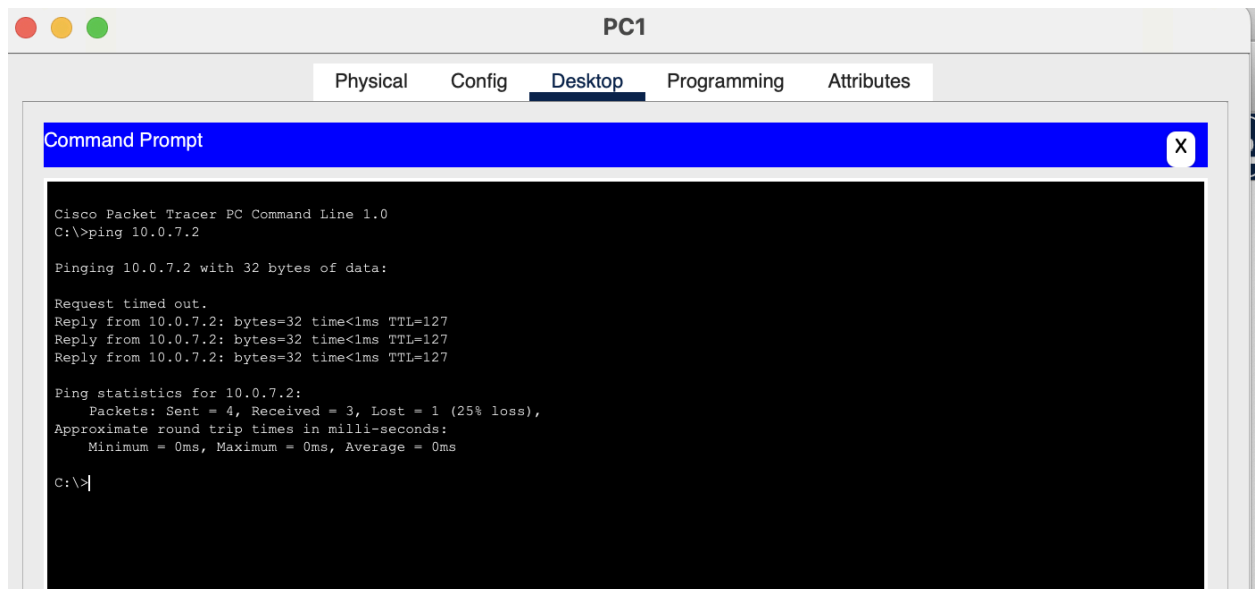 PC1
Physical Config Desktop Programming Attributes
Command Prompt
X
Cisco Packet Tracer PC Command Line 1.0
C:\>ping 10.0.7.2
Pinging 10.0.7.2 with 32 bytes of data:
Request timed out.
Reply from 10.0.7.2: bytes=32 time<1ms TTL=127
Reply from 10.0.7.2: bytes=32 time<1ms TTL=127
Reply from 10.0.7.2: bytes=32 time<1ms TTL=127
Ping statistics for 10.0.7.2:
Packets: Sent = 4, Received = 3, Lost = 1 (25% loss),
Approximate round trip times in milli-seconds:
Minimum = 0ms, Maximum = 0ms, Average = 0ms
C:\>